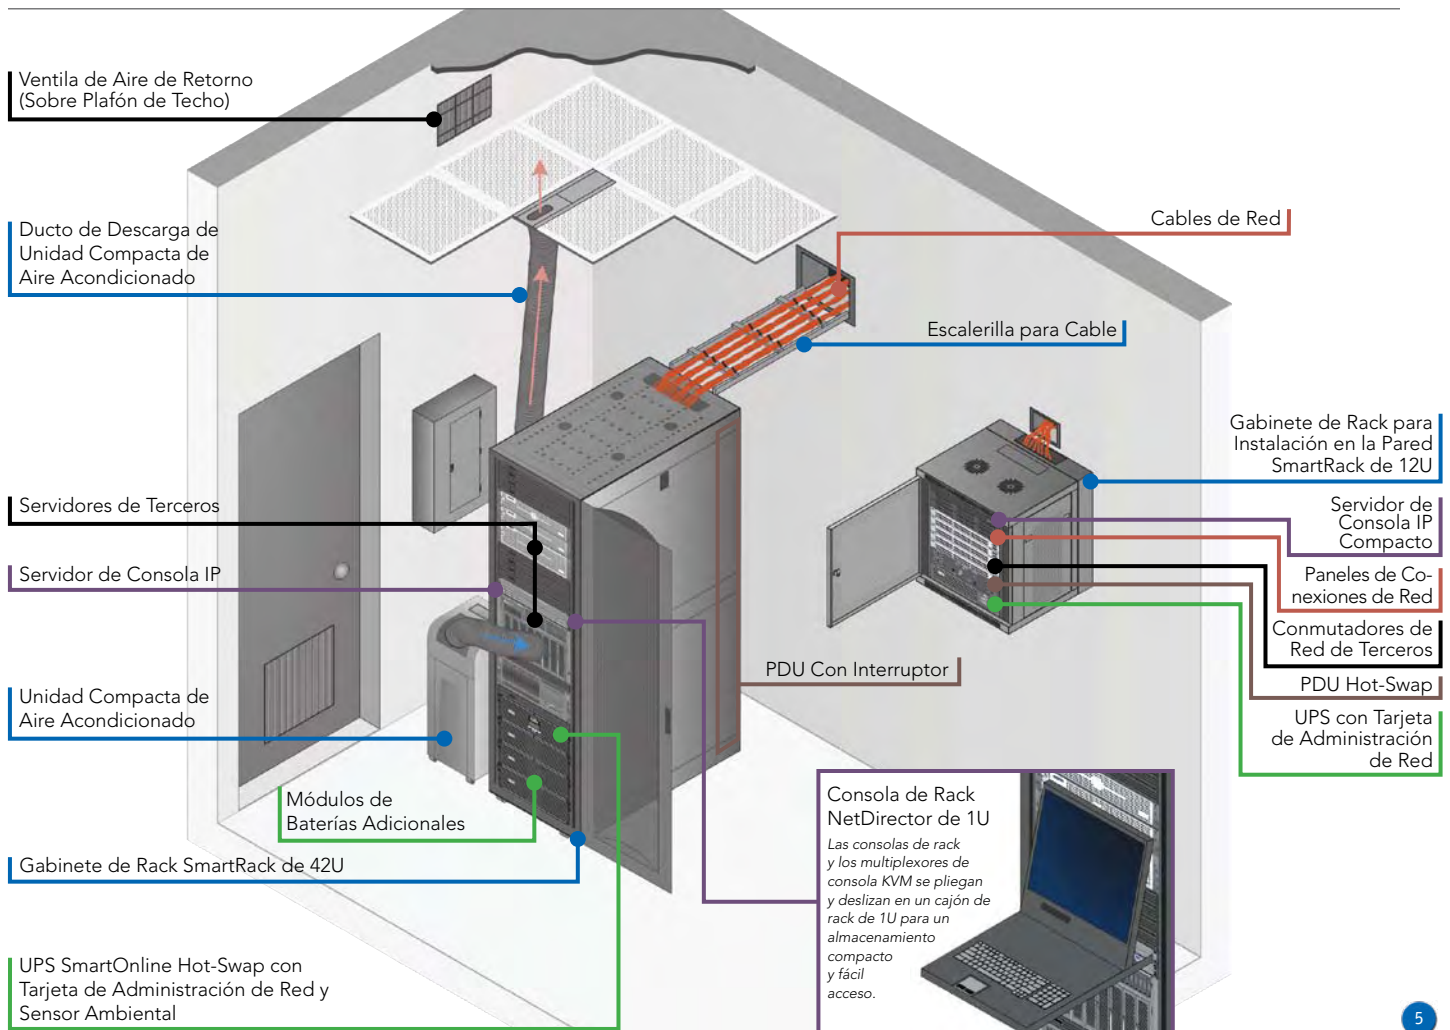 Ventila de Aire de Retorno
(Sobre Plafón de Techo)
Ducto de Descarga de
Unidad Compacta de
Aire Acondicionado
Servidores de Terceros
Servidor de Consola IP
Unidad Compacta de
Aire Acondicionado
Módulos de
Baterías Adicionales
Gabinete de Rack SmartRack de 42U
UPS SmartOnline Hot-Swap con
Tarjeta de Administración de Red y
Sensor Ambiental
Cables de Red
Escalerilla para Cable
PDU Con Interruptor
Gabinete de Rack para
Instalación en la Pared
SmartRack de 12U
Servidor de
Consola IP
Compacto
Paneles de Co-
nexiones de Red
Conmutadores de
Red de Terceros
PDU Hot-Swap
UPS con Tarjeta
de Administración
de Red
Consola de Rack
NetDirector de 1U
Las consolas de rack
y los multiplexores de
consola KVM se pliegan
y deslizan en un cajón de
rack de 1U para un
almacenamiento
compacto
y fácil
acceso.
5